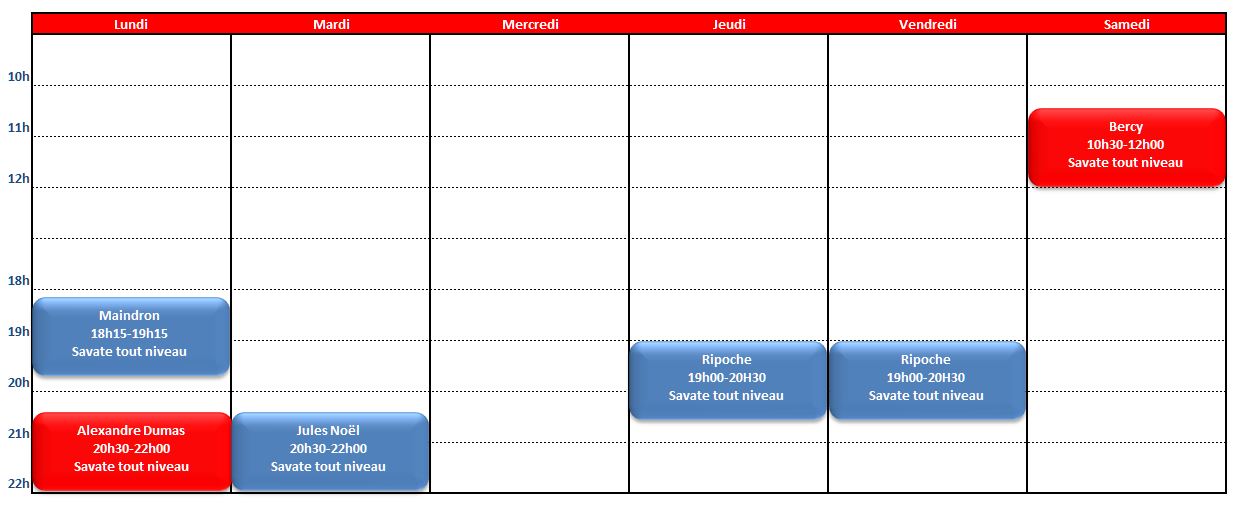 Lundi Mardi Mercredi Jeudi Vendredi Samedi
10h
11h
12h
18h
19h
20h
21h
22h
Maindron
18h15-19h15
Savate tout niveau
Alexandre Dumas
20h30-22h00
Savate tout niveau
Jules Noël
20h30-22h00
Savate tout niveau
Ripoche
19h00-20H30
Savate tout niveau
Ripoche
19h00-20H30
Savate tout niveau
Bercy
10h30-12h00
Savate tout niveau